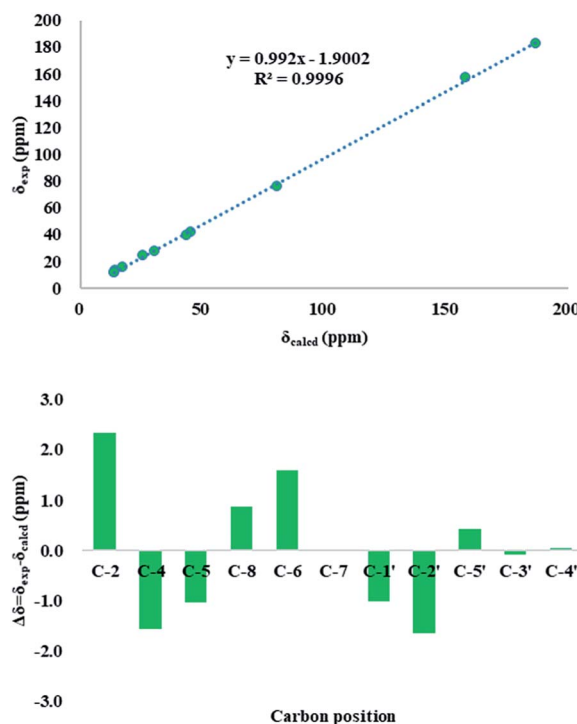 200
180
160
140
120
100
80
60
40
20
0
δexp (ppm)
y = 0.992x - 1.9002
R² = 0.9996
0 50 100 150 200
δcalcd (ppm)
3.0
2.0
1.0
0.0
-1.0
-2.0
-3.0
Δδ=δexp-δcalcd (ppm)
C-2 C-4 C-5 C-8 C-6 C-7 C-1' C-2' C-5' C-3' C-4'
Carbon position